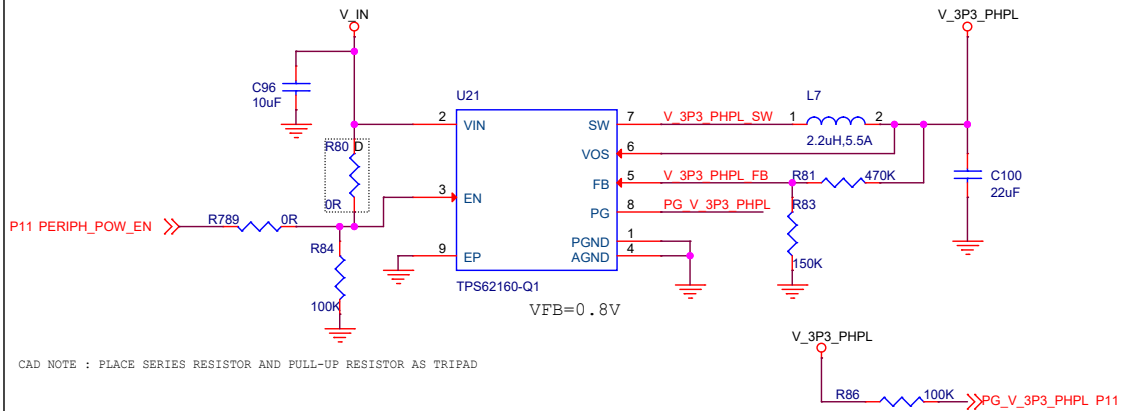 V_IN
V_3P3_PHPL
C96
10uF
U21
L7
2 VIN
SW 7 V_3P3_PHPL_SW 1 2
2.2uH,5.5A
R80 D
VOS 6
3 EN
FB 5 V_3P3_PHPL_FB R81 470K
C100
22uF
0R
PG 8 PG_V_3P3_PHPL
R83
P11 PERIPH_POW_EN R789 0R
R84
PGND 1
9 EP
AGND 4
150K
100K
TPS62160-Q1
VFB=0.8V
V_3P3_PHPL
CAD NOTE : PLACE SERIES RESISTOR AND PULL-UP RESISTOR AS TRIPAD
R86 100K PG_V_3P3_PHPL P11